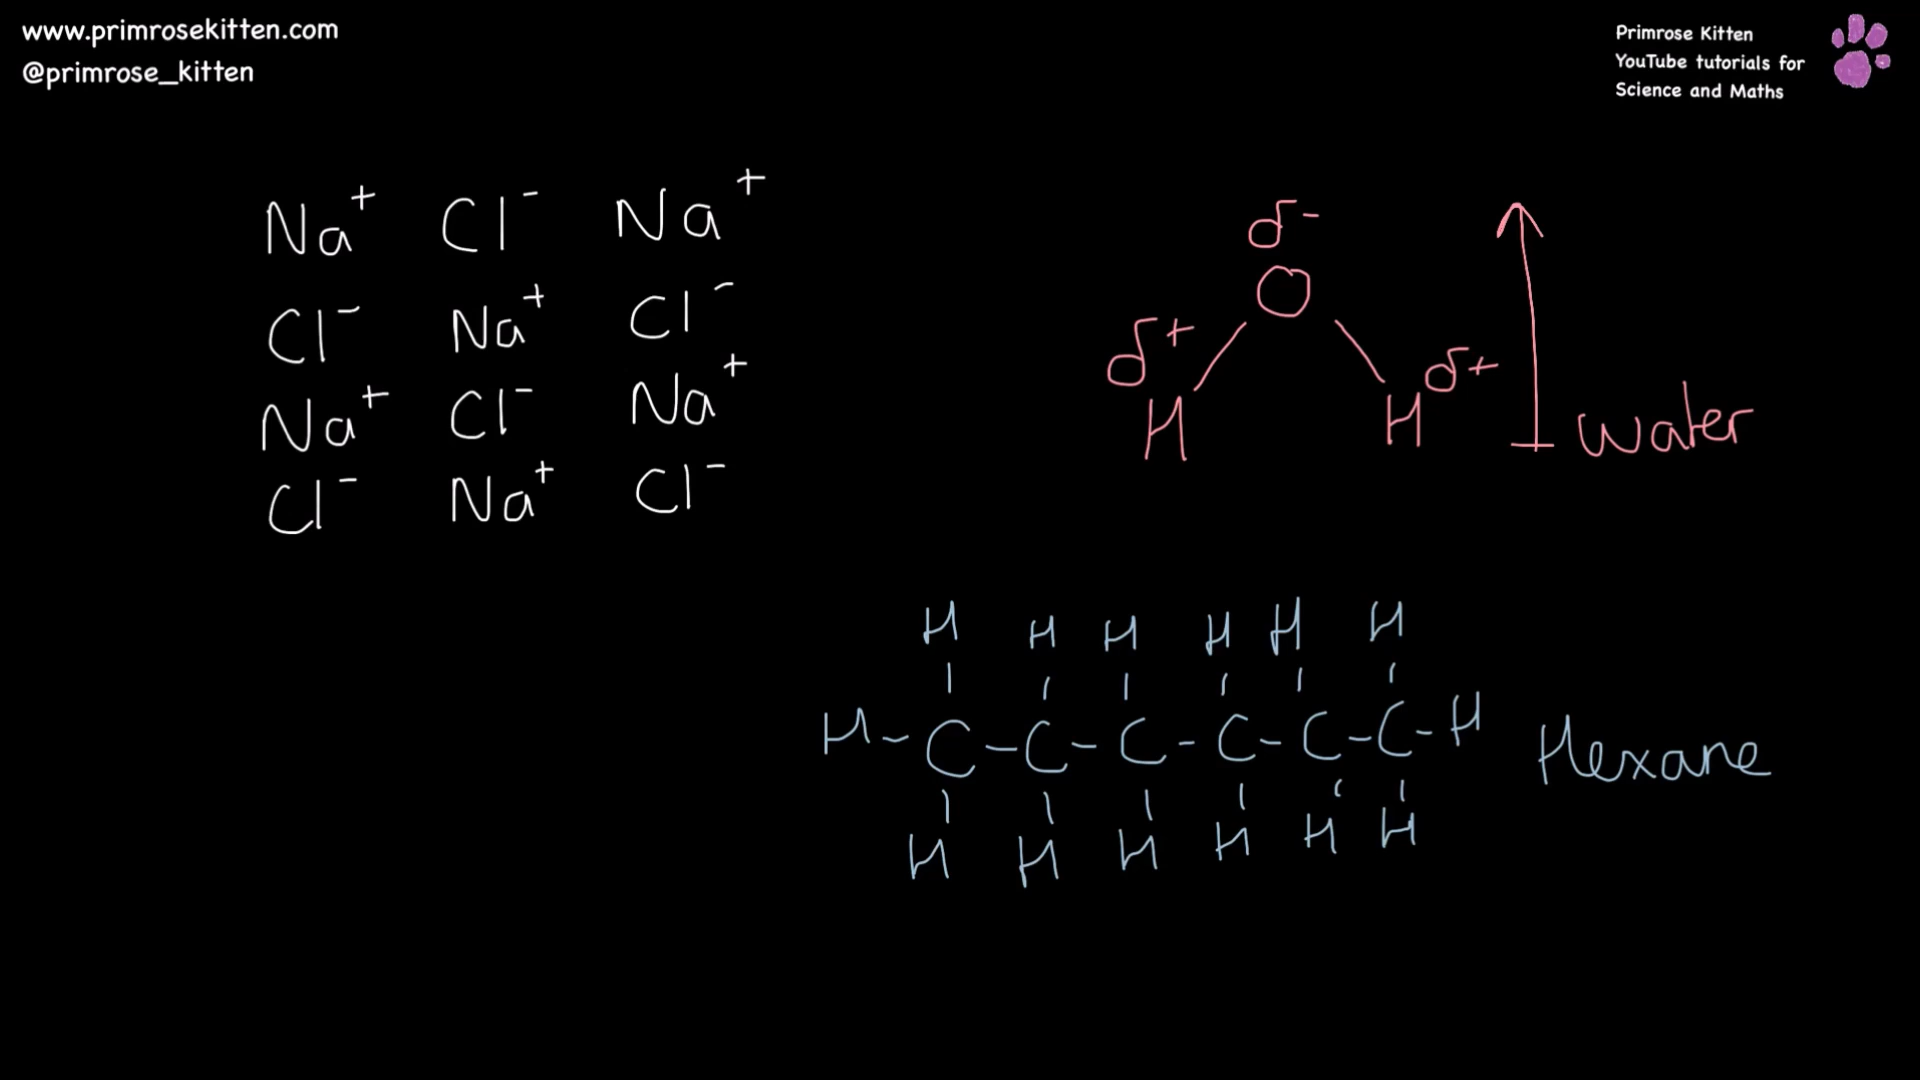 www.primrosekitten.com
@primrose_kitten
Primrose Kitten
YouTube tutorials for
Science and Maths
Na⁺ Cl⁻ Na⁺
Cl⁻ Na⁺ Cl⁻
Na⁺ Cl⁻ Na⁺
Cl⁻ Na⁺ Cl⁻
δ-
O
δ+ δ+
H H
Water
H H H H H H
H-C-C-C-C-C-C-H
H H H H H H
Hexane